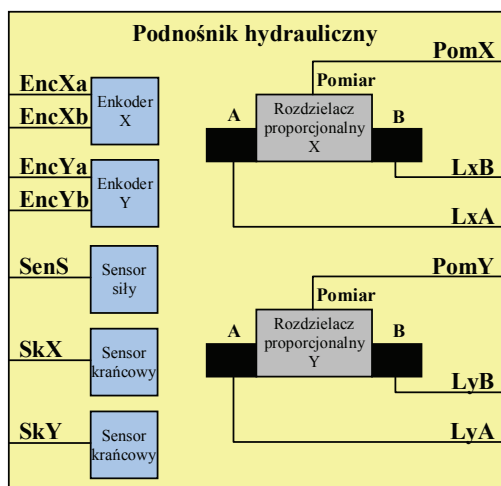 Podnośnik hydrauliczny
EncXa
EncXb
Enkoder
X
EncYa
EncYb
Enkoder
Y
SenS
Sensor
siły
SkX
Sensor
krańcowy
SkY
Sensor
krańcowy
PomX
Pomiar
A
Rozdzielacz
proporcjonalny
X
B
LxB
LxA
PomY
Pomiar
A
Rozdzielacz
proporcjonalny
Y
B
LyB
LyA